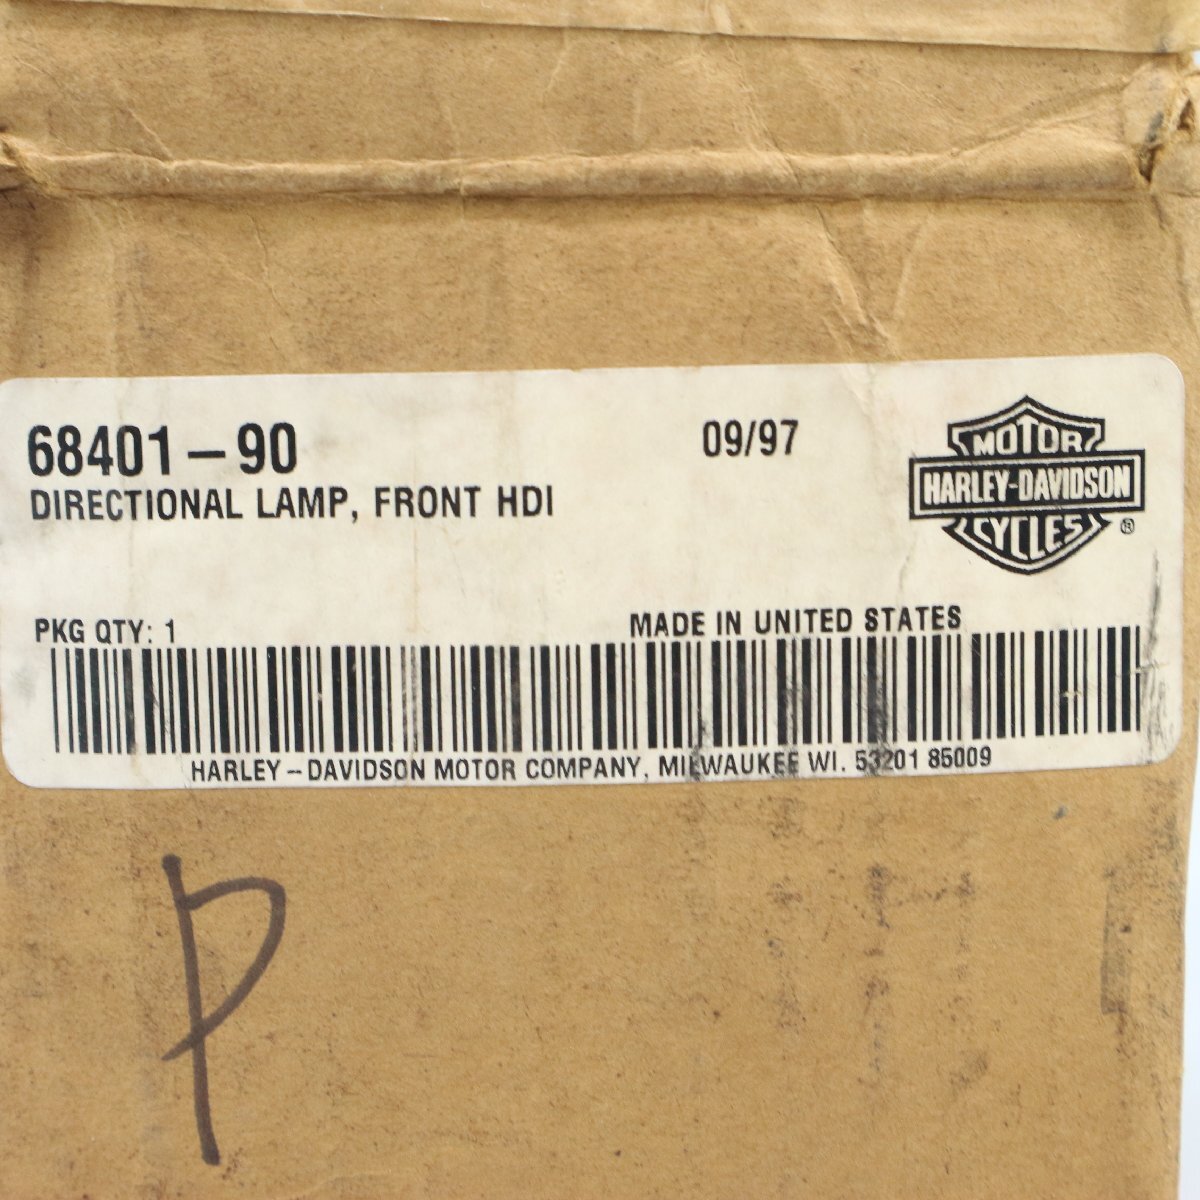 68401-90
09/97
DIRECTIONAL LAMP, FRONT HDI
MOTOR
HARLEY-DAVIDSON
CYCLES ®
PKG QTY: 1
MADE IN UNITED STATES
HARLEY-DAVIDSON MOTOR COMPANY, MILWAUKEE WI. 53201 85009
P